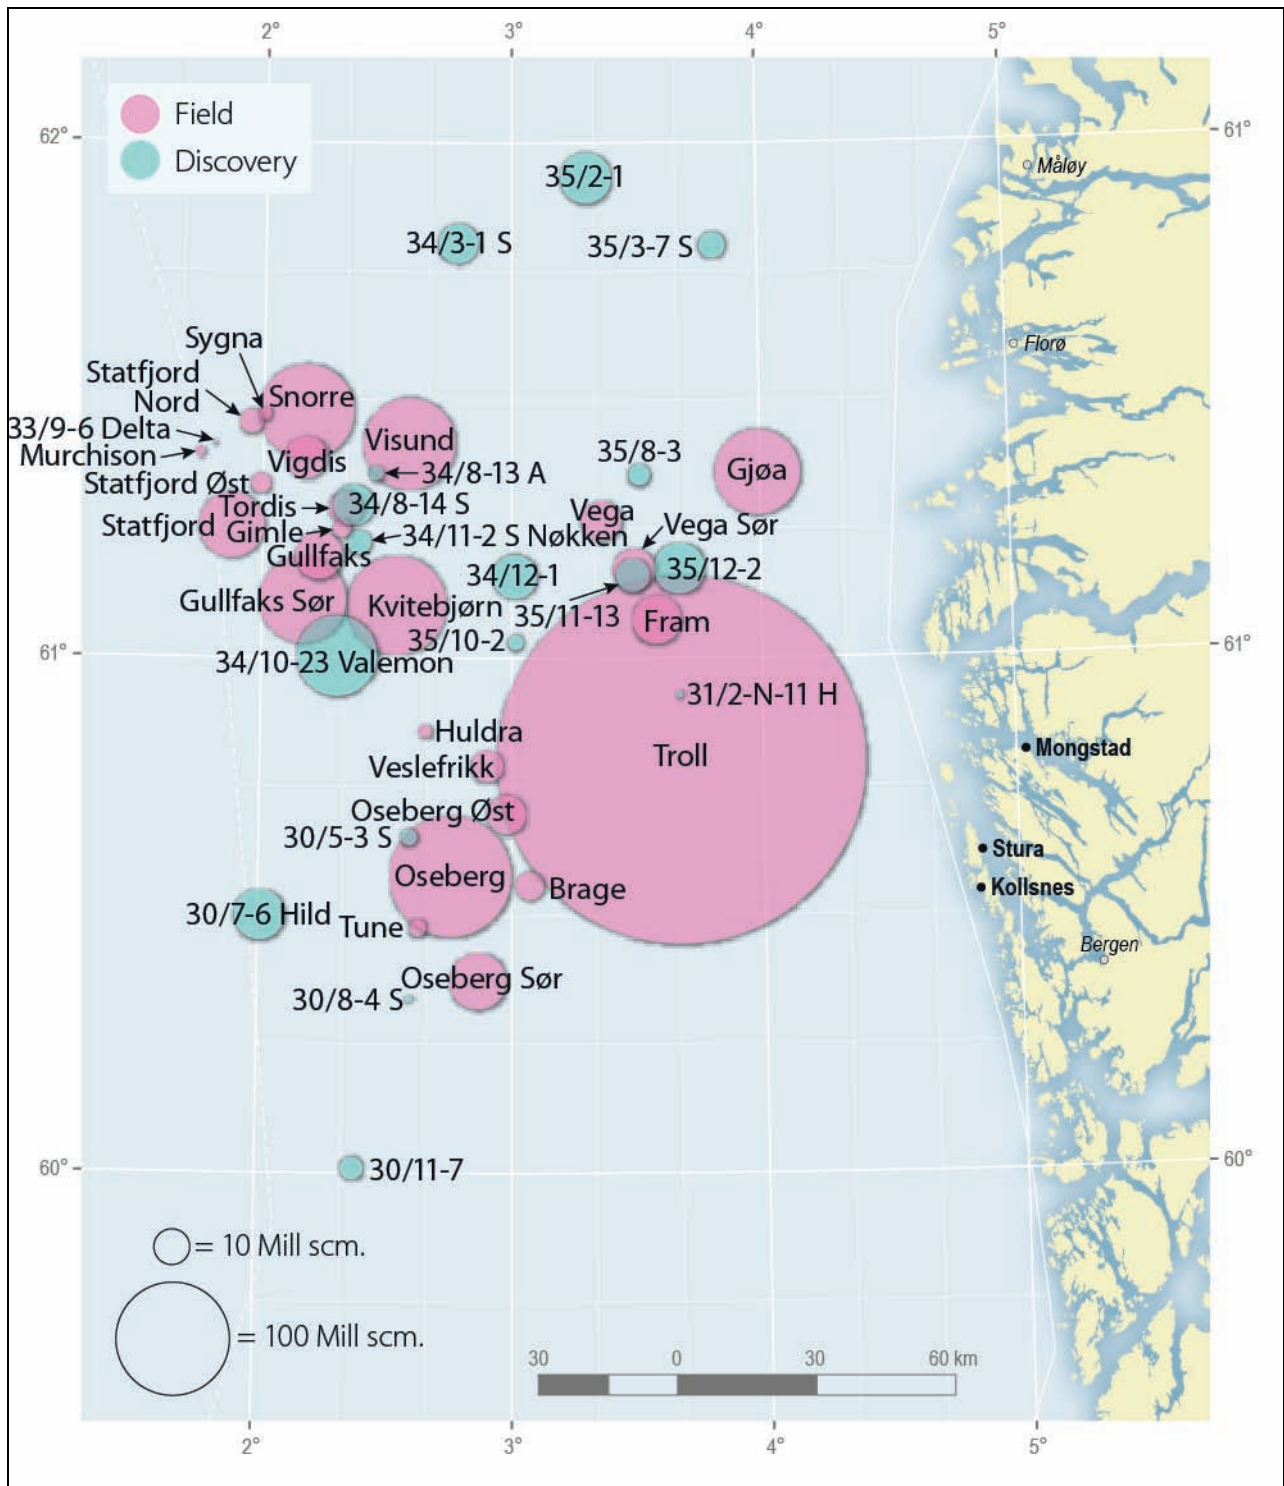 2°
3°
4°
5°
Field
Discovery
62°
61°
Måløy
35/2-1
34/3-1 S
35/3-7 S
Florø
Sygna
Statfjord
Nord
Snorre
33/9-6 Delta
Murchison
Visund
Vigdis
34/8-13 A
35/8-3
Gjøa
Statfjord Øst
Tordis
34/8-14 S
Vega
Vega Sør
Statfjord
Gimle
34/11-2 S Nøkken
Gullfaks
34/12-1
35/12-2
Gullfaks Sør
Kvitebjørn
35/11-13
Fram
35/10-2
61°
61°
34/10-23 Valemon
31/2-N-11 H
Huldra
Troll
Mongstad
Veslefrikk
Oseberg Øst
30/5-3 S
Stura
Oseberg
Brage
Kollsnes
30/7-6 Hild
Tune
Bergen
Oseberg Sør
30/8-4 S
60°
60°
30/11-7
= 10 Mill scm.
= 100 Mill scm.
30
0
30
60 km
2°
3°
4°
5°